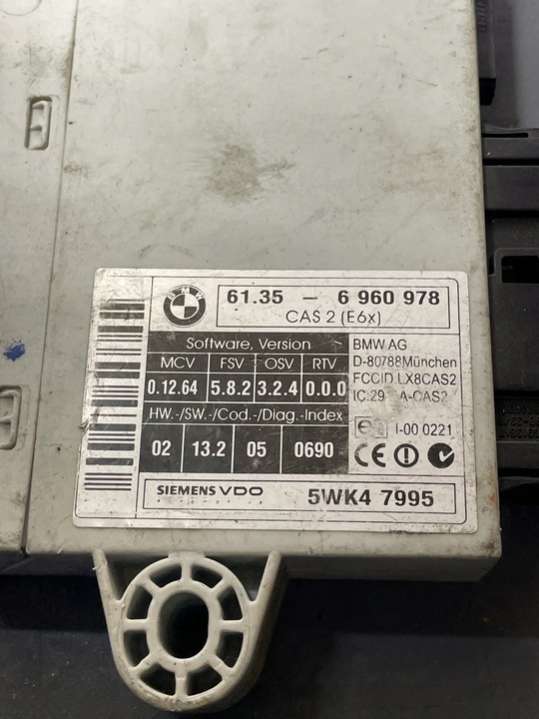 BMW
61.35 - 6 960 978
CAS 2 (E6x)
Software, Version
MCV FSV OSV RTV
0.12.64 5.8.2 3.2.4 0.0.0
HW.-/SW.-/Cod./Diag.-Index
02 13.2 05 0690
BMW AG
D-80788München
FCCID LX8CAS2
I-00 0221
CE
SIEMENS VDO 5WK4 7995